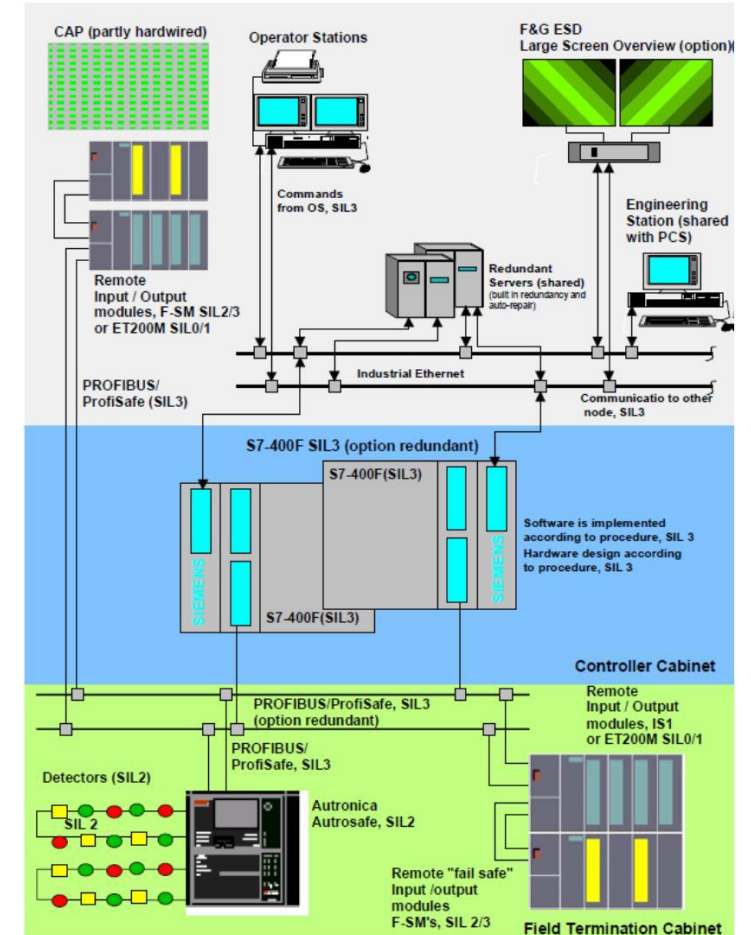 CAP (partly hardwired)
Operator Stations
F&G ESD
Large Screen Overview (option)(
Commands
from OS, SIL3
Engineering
Station (shared
with PCS)
Remote
Input / Output
modules, F-SM SIL2/3
or ET200M SIL0/1
Redundant
Servers (shared)
(built in redundancy and
auto-repair)
Industrial Ethernet
PROFIBUS/
ProfiSafe (SIL3)
Communicatio to other
node, SIL3
S7-400F SIL3 (option redundant)
S7-400F(SIL3)
SIEMENS
SIEMENS
S7-400F(SIL3)
Software is implemented
according to procedure, SIL 3
Hardware design according
to procedure, SIL 3
Controller Cabinet
PROFIBUS/ProfiSafe, SIL3
(option redundant)
PROFIBUS/
ProfiSafe, SIL3
Remote
Input / Output
modules, IS1
or ET200M SIL0/1
Detectors (SIL2)
SIL 2
Autronica
Autrosafe, SIL2
Remote "fail safe"
Input /output
modules
F-SM's, SIL 2/3
Field Termination Cabinet